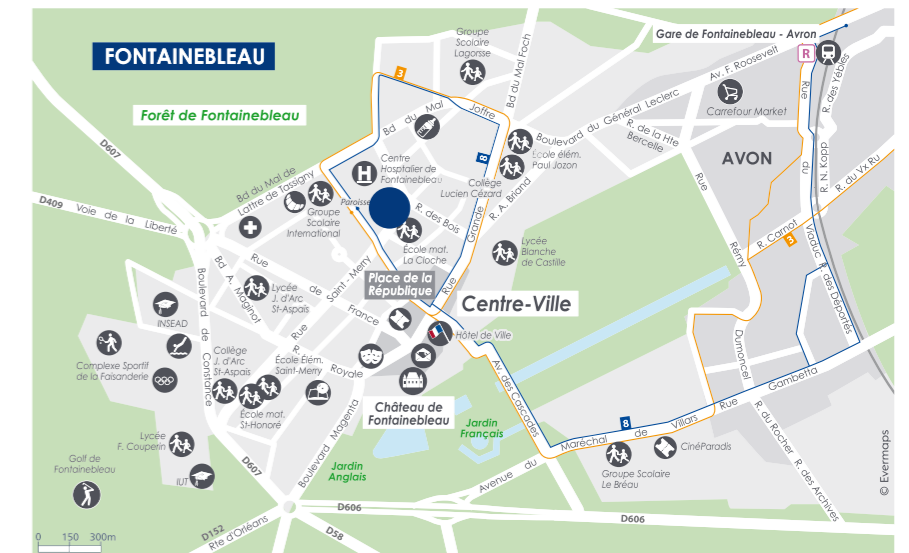 FONTAINEBLEAU
Forêt de Fontainebleau
D607
D409
Voie de la Liberté
Bd du Mal de
Lattre de Tassigny
Groupe
Scolaire
Lagorsse
3
Bd du Mal
Joffre
Bd du Mal Foch
8
Gare de Fontainebleau - Avron
R
Av. F. Roosevelt
Carrefour Market
Boulevard du Général Leclerc
R. de la Hte
Bercelle
École élém.
Paul Jozon
Collège
Lucien Cézard
R. A. Briand
AVON
Rue du Viaduc
R. N. Kopp
R. des Yèbles
R. du Vx Ru
R. Carnot
3
R. des Départés
Rue
Rémy
Dumoncel
H
Centre
Hosptalier de
Fontainebleau
Paroisse
R. des Bois
Grande
Rue
École mat.
La Cloche
Groupe
Scolaire
International
Lycée
Blanche
de Castille
Place de la
République
Centre-Ville
Hôtel de Ville
Rue
de
France
Rue
Saint-Merry
Bd A. Maginot
Boulevard de Constance
Lycée
J. d'Arc
St-Aspais
INSEAD
Complexe Sportif
de la Faisanderie
Collège
J. d'Arc
St-Aspais
École Élém.
Saint-Merry
R.
Royale
École mat.
St-Honoré
Château de
Fontainebleau
Jardin
Français
Jardin
Anglais
Av. des Cascades
Avenue du
Maréchal de Villars
8
Rue
Gambetta
CinéParadis
Groupe Scolaire
Le Bréau
R. du Rocher
R. des Archives
Boulevard Magenta
Lycée
F. Couperin
IUT
D607
Golf de
Fontainebleau
D606
D606
D152
Rte d'Orléans
D58
0 150 300m
© Evermaps